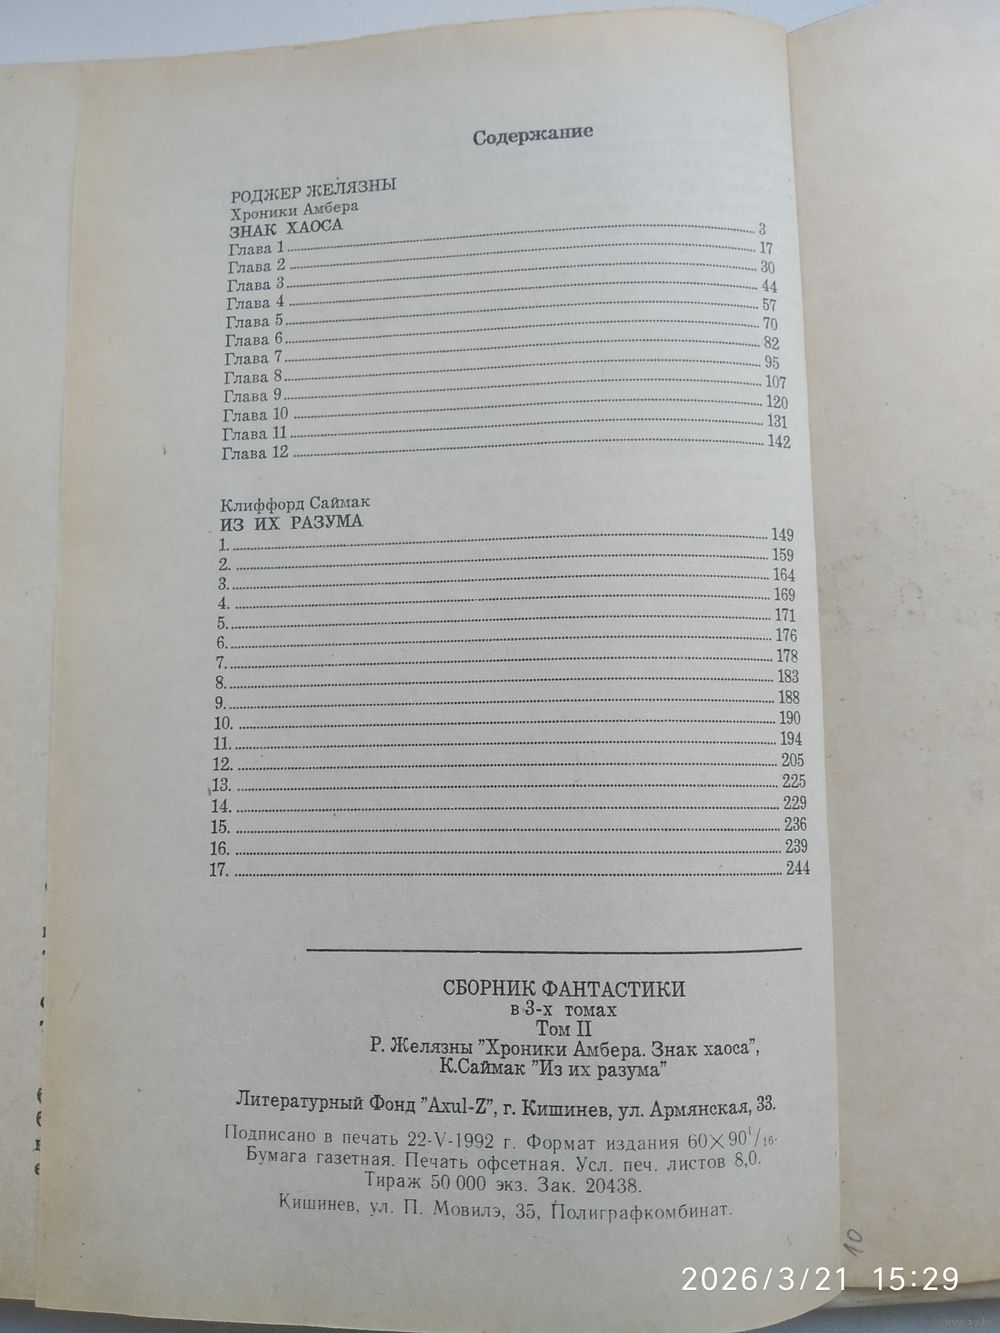 Содержание
РОДЖЕР ЖЕЛЯЗНЫ
Хроники Амбера
ЗНАК ХАОСА
Глава 1 3
Глава 2 17
Глава 3 30
Глава 4 44
Глава 5 57
Глава 6 70
Глава 7 82
Глава 8 95
Глава 9 107
Глава 10 120
Глава 11 131
Глава 12 142
Клиффорд Саймак
ИЗ ИХ РАЗУМА
1. 149
2. 159
3. 164
4. 169
5. 171
6. 176
7. 178
8. 183
9. 188
10. 190
11. 194
12. 205
13. 225
14. 229
15. 236
16. 239
17. 244
СБОРНИК ФАНТАСТИКИ
в 3-х томах
Том II
Р. Желязны "Хроники Амбера. Знак хаоса",
К.Саймак "Из их разума"
Литературный Фонд "Axul-Z", г. Кишинев, ул. Армянская, 33.
Подписано в печать 22-V-1992 г. Формат издания 60×90 1/16.
Бумага газетная. Печать офсетная. Усл. печ. листов 8,0.
Тираж 50 000 экз. Зак. 20438.
Кишинев, ул. П. Мовилэ, 35, Полиграфкомбинат.
10
2026/3/21 15:29
www.ay.by